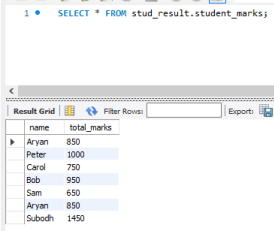 1 SELECT * FROM stud_result.student_marks;
Result Grid Filter Rows: Export:
name total_marks
Aryan 850
Peter 1000
Carol 750
Bob 950
Sam 650
Aryan 850
Subodh 1450